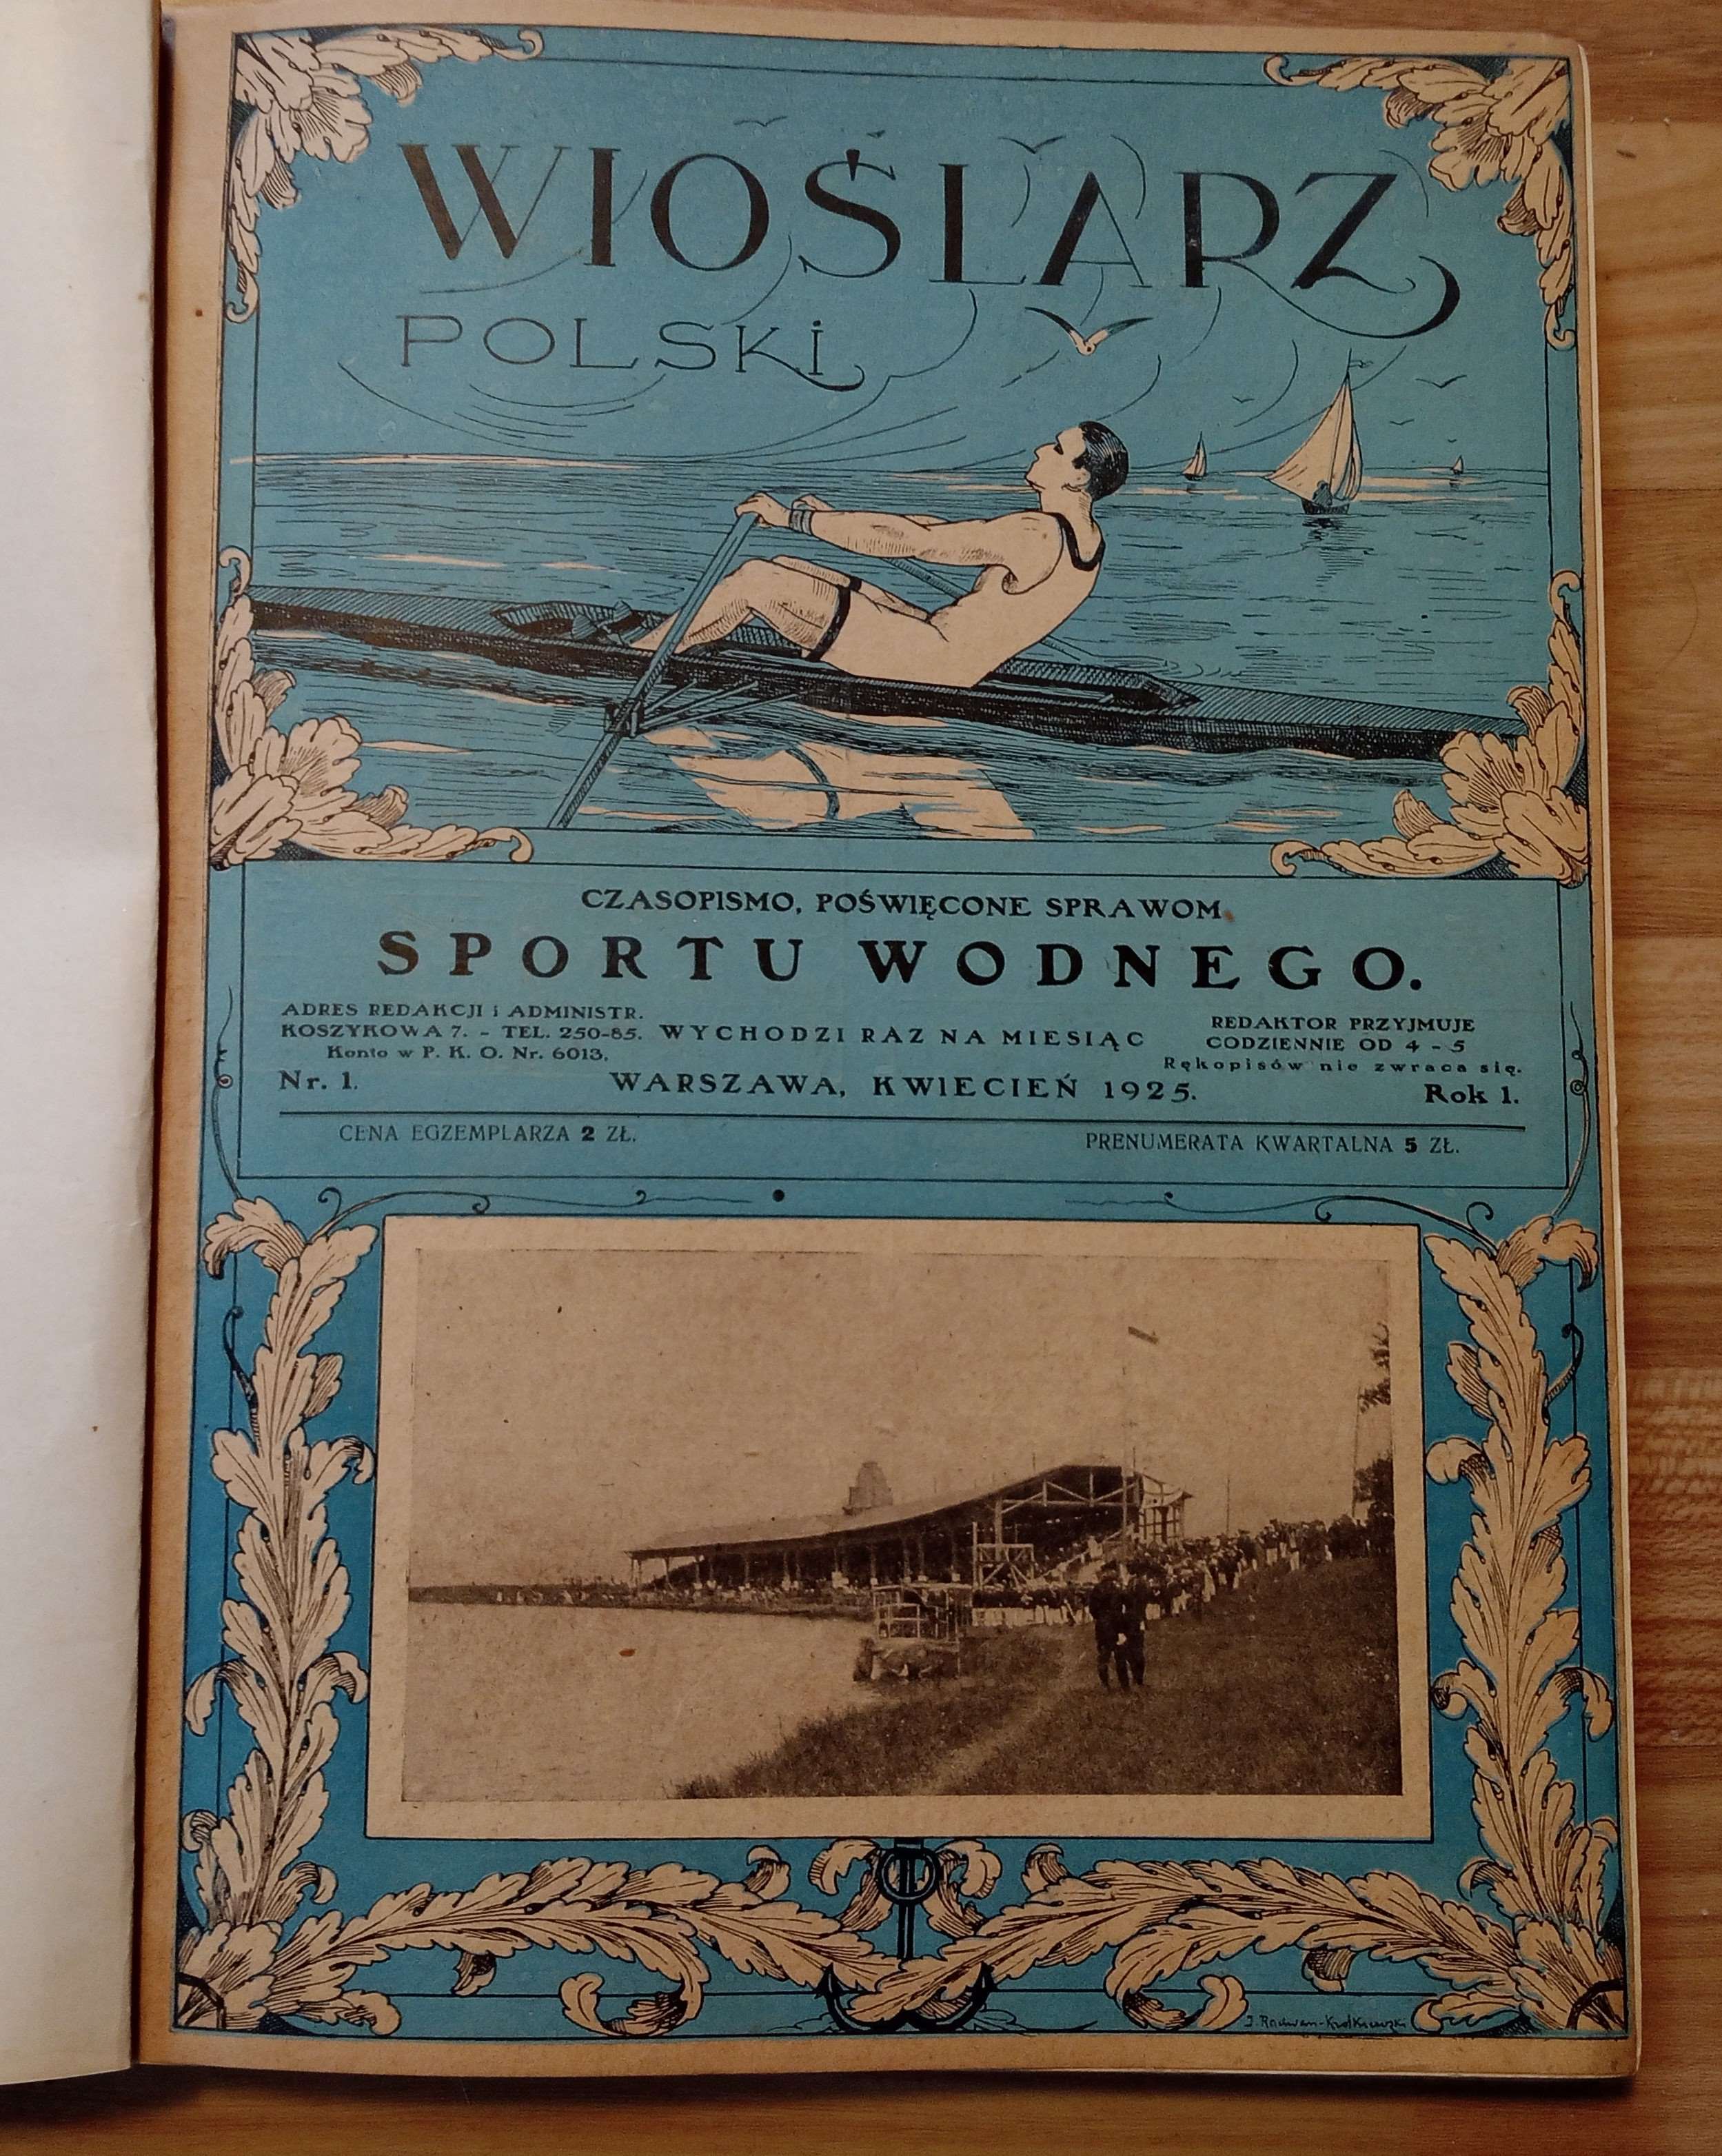 WIOŚLARZ
POLSKi
CZASOPISMO, POŚWIĘCONE SPRAWOM
SPORTU WODNEGO.
ADRES REDAKCJI i ADMINISTR.
KOSZYKOWA 7. - TEL. 250-85.
Konto w P. K. O. Nr. 6013.
WYCHODZI RAZ NA MIESIĄC
REDAKTOR PRZYJMUJE
CODZIENNIE OD 4 - 5
Rękopisów nie zwraca się.
Nr. 1.
WARSZAWA, KWIECIEŃ 1925.
Rok 1.
CENA EGZEMPLARZA 2 ZŁ.
PRENUMERATA KWARTALNA 5 ZŁ.